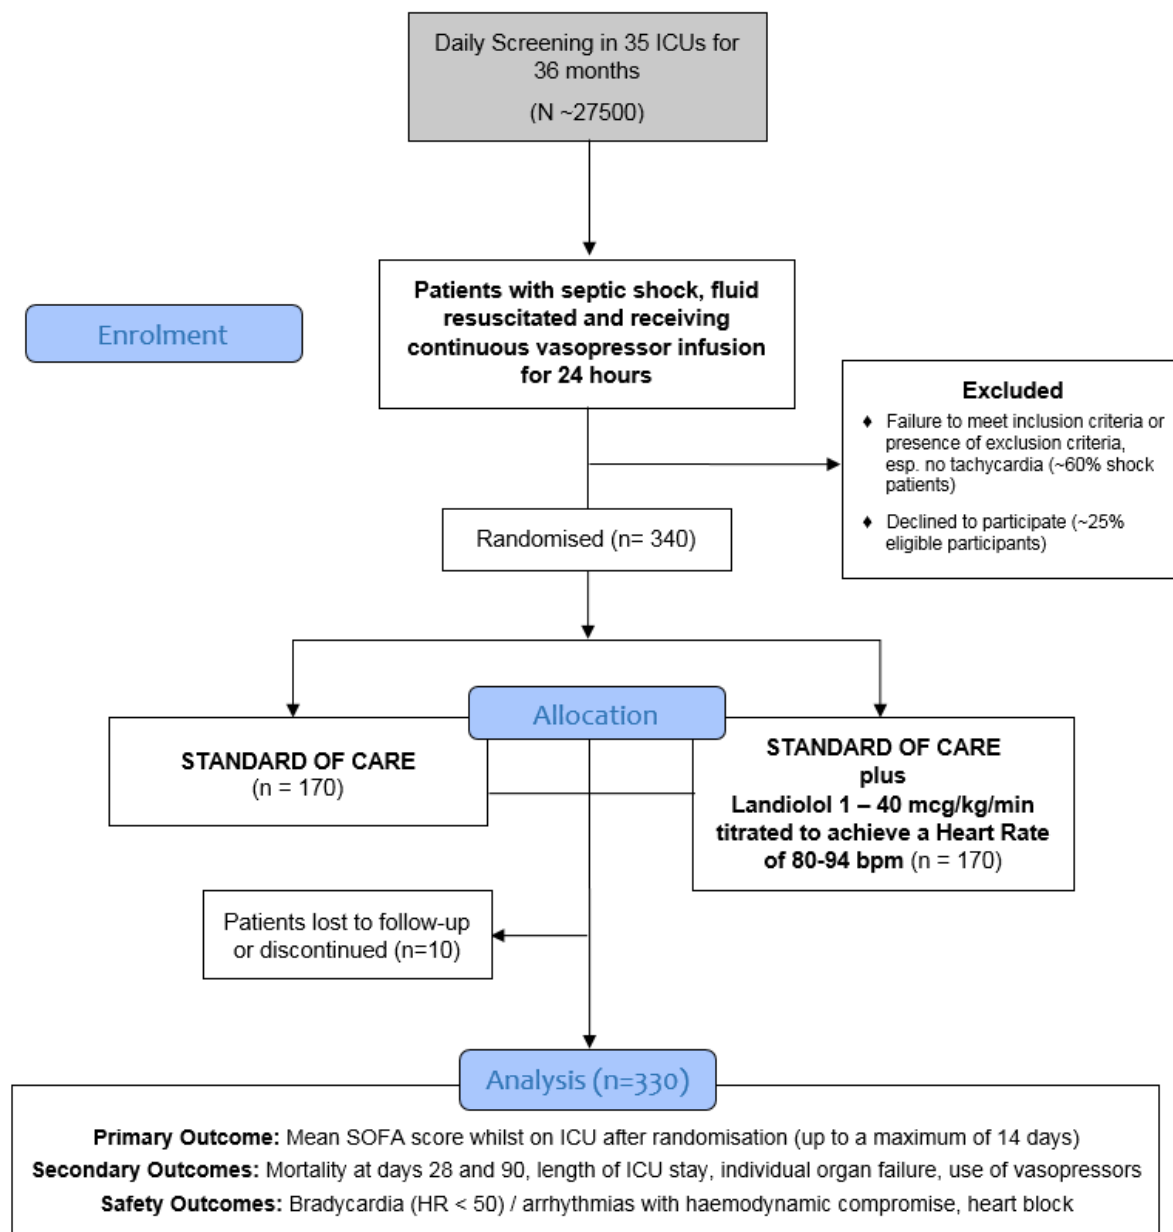 Daily Screening in 35 ICUs for
36 months
(N ~27500)
Patients with septic shock, fluid
resuscitated and receiving
continuous vasopressor infusion
for 24 hours
Enrolment
Excluded
♦ Failure to meet inclusion criteria or
presence of exclusion criteria,
esp. no tachycardia (~60% shock
patients)
♦ Declined to participate (~25%
eligible participants)
Randomised (n= 340)
Allocation
STANDARD OF CARE
(n = 170)
STANDARD OF CARE
plus
Landiolol 1 – 40 mcg/kg/min
titrated to achieve a Heart Rate
of 80-94 bpm (n = 170)
Patients lost to follow-up
or discontinued (n=10)
Analysis (n=330)
Primary Outcome: Mean SOFA score whilst on ICU after randomisation (up to a maximum of 14 days)
Secondary Outcomes: Mortality at days 28 and 90, length of ICU stay, individual organ failure, use of vasopressors
Safety Outcomes: Bradycardia (HR < 50) / arrhythmias with haemodynamic compromise, heart block